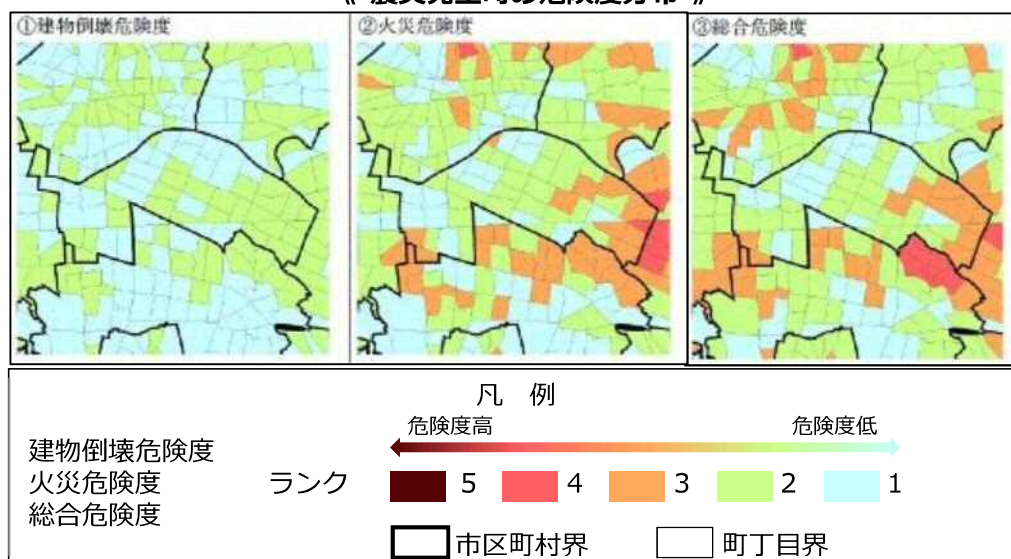 ①建物倒壊危険度
②火災危険度
③総合危険度
凡 例
危険度高
危険度低
建物倒壊危険度
火災危険度
総合危険度
ランク
5
4
3
2
1
市区町村界
町丁目界